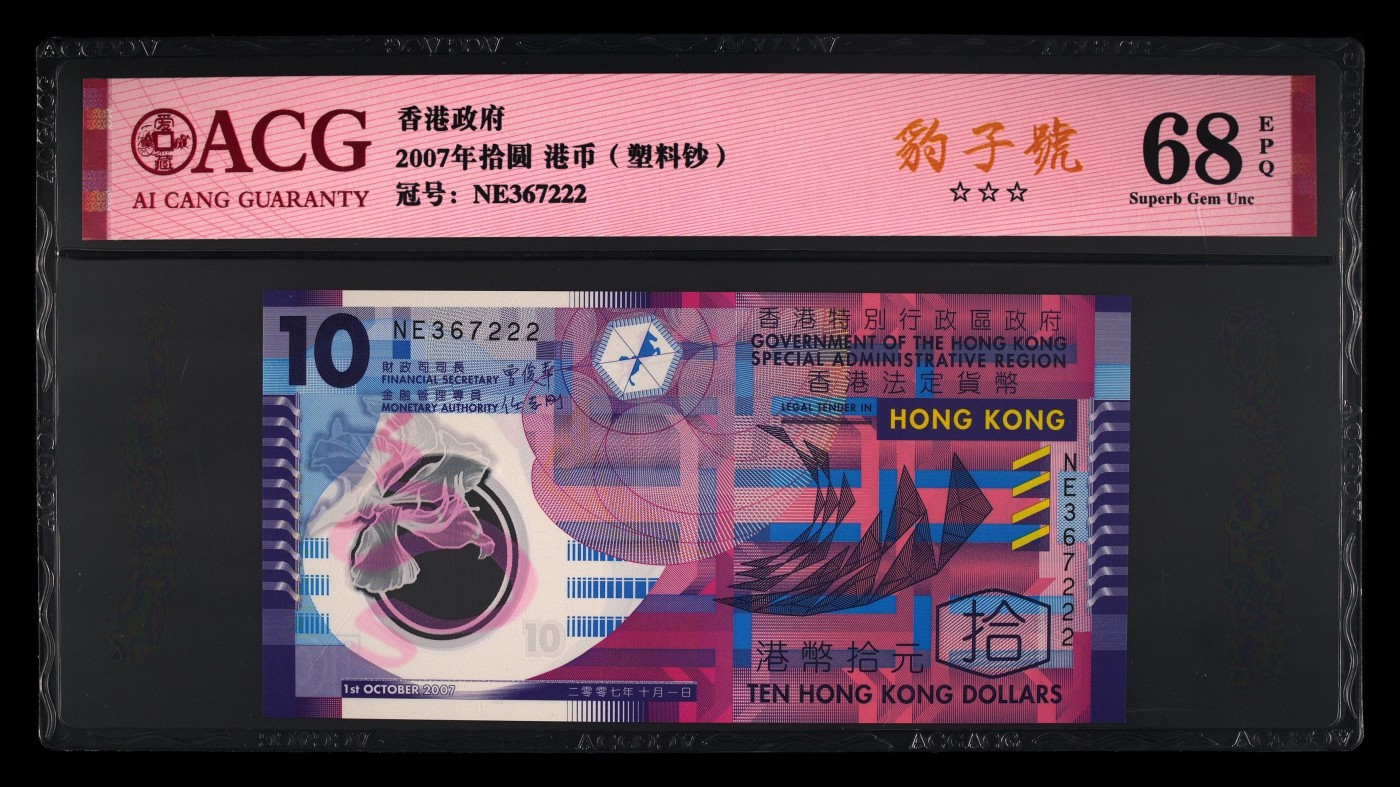 ACG
AI CANG GUARANTY
香港政府
2007年拾圆 港币（塑料钞）
冠号：NE367222
豹子號
☆☆☆
68
EPQ
Superb Gem Unc
10
NE367222
財政司司長
FINANCIAL SECRETARY
金融管理專員
MONETARY AUTHORITY
香港特別行政區政府
GOVERNMENT OF THE HONG KONG
SPECIAL ADMINISTRATIVE REGION
香港法定貨幣
LEGAL TENDER IN
HONG KONG
NE367222
10
港幣拾元
拾
TEN HONG KONG DOLLARS
1st OCTOBER 2007
二零零七年十月一日